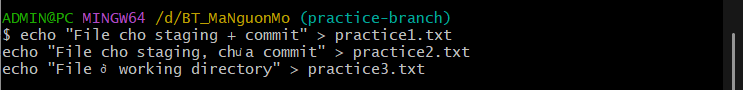 ADMIN@PC MINGW64 /d/BT_MaNguonMo (practice-branch)
$ echo "File cho staging + commit" > practice1.txt
echo "File cho staging, chưa commit" > practice2.txt
echo "File ở working directory" > practice3.txt